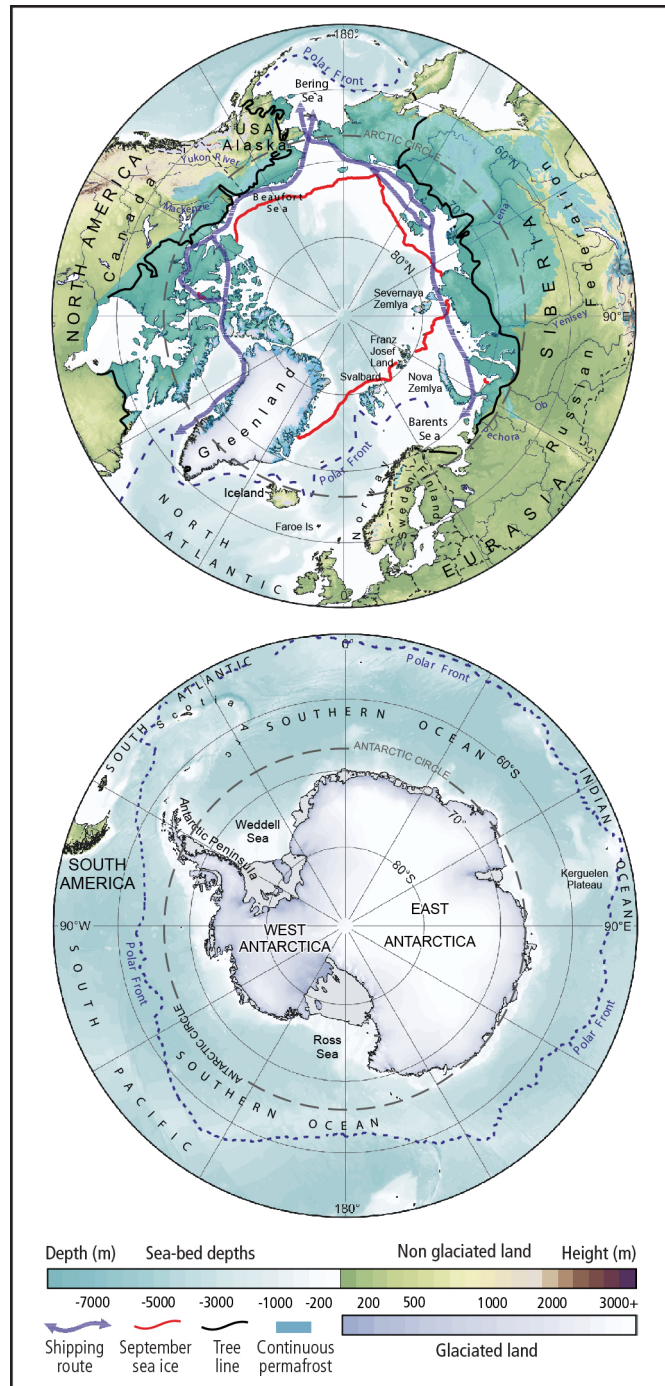 180°
Polar Front
Bering
Sea
USA
Alaska
ARCTIC CIRCLE
60°N
Yukon River
NORTH AMERICA
Canada
Mackenzie
Beaufort
Sea
70°
Lena
SIBERIA
Russian Federation
80°N
Severnaya
Zemlya
Yenisey
90°E
Franz
Josef
Land
Svalbard
Nova
Zemlya
Ob
Greenland
Barents
Sea
Pechora
Polar Front
Iceland
Norway
Sweden
Finland
EURASIA
Faroe Is
NORTH
ATLANTIC
0°
0°
Polar Front
SOUTH ATLANTIC
Scotia Arc
SOUTHERN OCEAN
60°S
ANTARCTIC CIRCLE
INDIAN OCEAN
70°
Weddell
Sea
Antarctic Peninsula
SOUTH
AMERICA
80°S
Kerguelen
Plateau
90°W
WEST
ANTARCTICA
EAST
ANTARCTICA
90°E
Polar Front
Polar Front
Ross
Sea
ANTARCTIC CIRCLE
SOUTHERN OCEAN
SOUTH PACIFIC
180°
Depth (m) Sea-bed depths Non glaciated land Height (m)
-7000 -5000 -3000 -1000 -200 200 500 1000 2000 3000+
Shipping
route
September
sea ice
Tree
line
Continuous
permafrost
Glaciated land